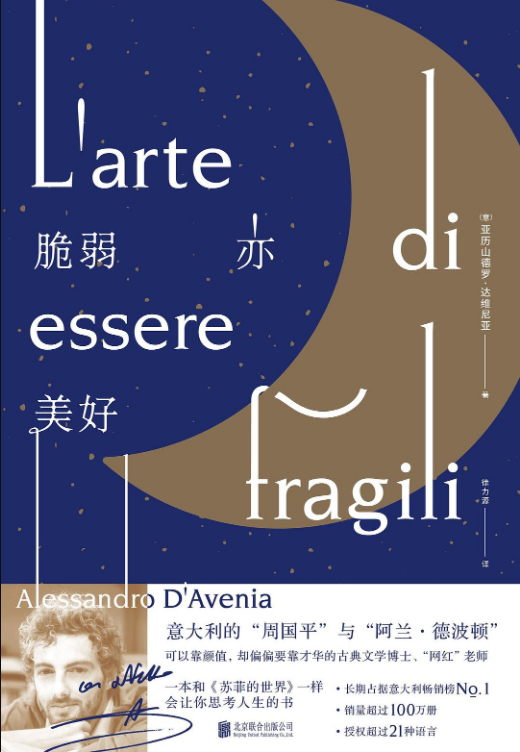 L'arte
脆弱 亦 di
essere
美好
fragili
(意)亚历山德罗·达维尼亚 著
徐力源 译
Alessandro D'Avenia
意大利的“周国平”与“阿兰·德波顿”
可以靠颜值，却偏偏要靠才华的古典文学博士、“网红”老师
一本和《苏菲的世界》一样
会让你思考人生的书
·长期占据意大利畅销榜No.1
·销量超过100万册
·授权超过21种语言
北京联合出版公司
Beijing United Publishing Co.,Ltd.